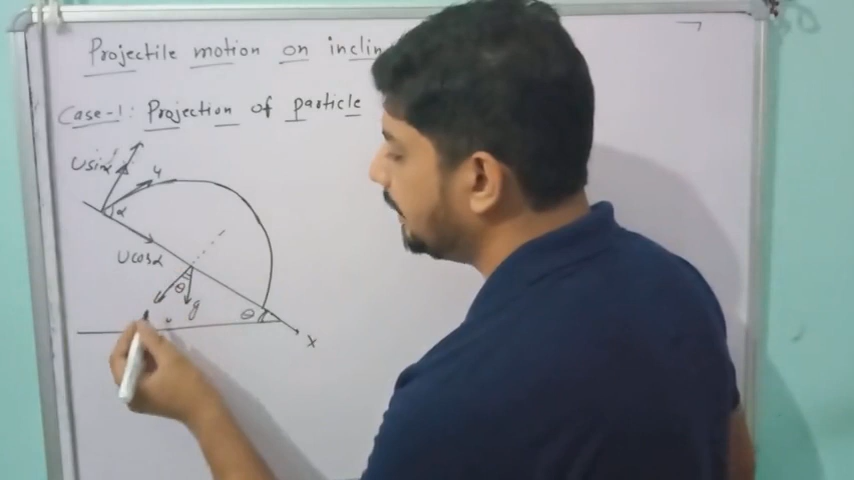 Projectile motion on inclin
Case-1: Projection of particle
Usinα
u
α
Ucosα
θ
g
θ
x